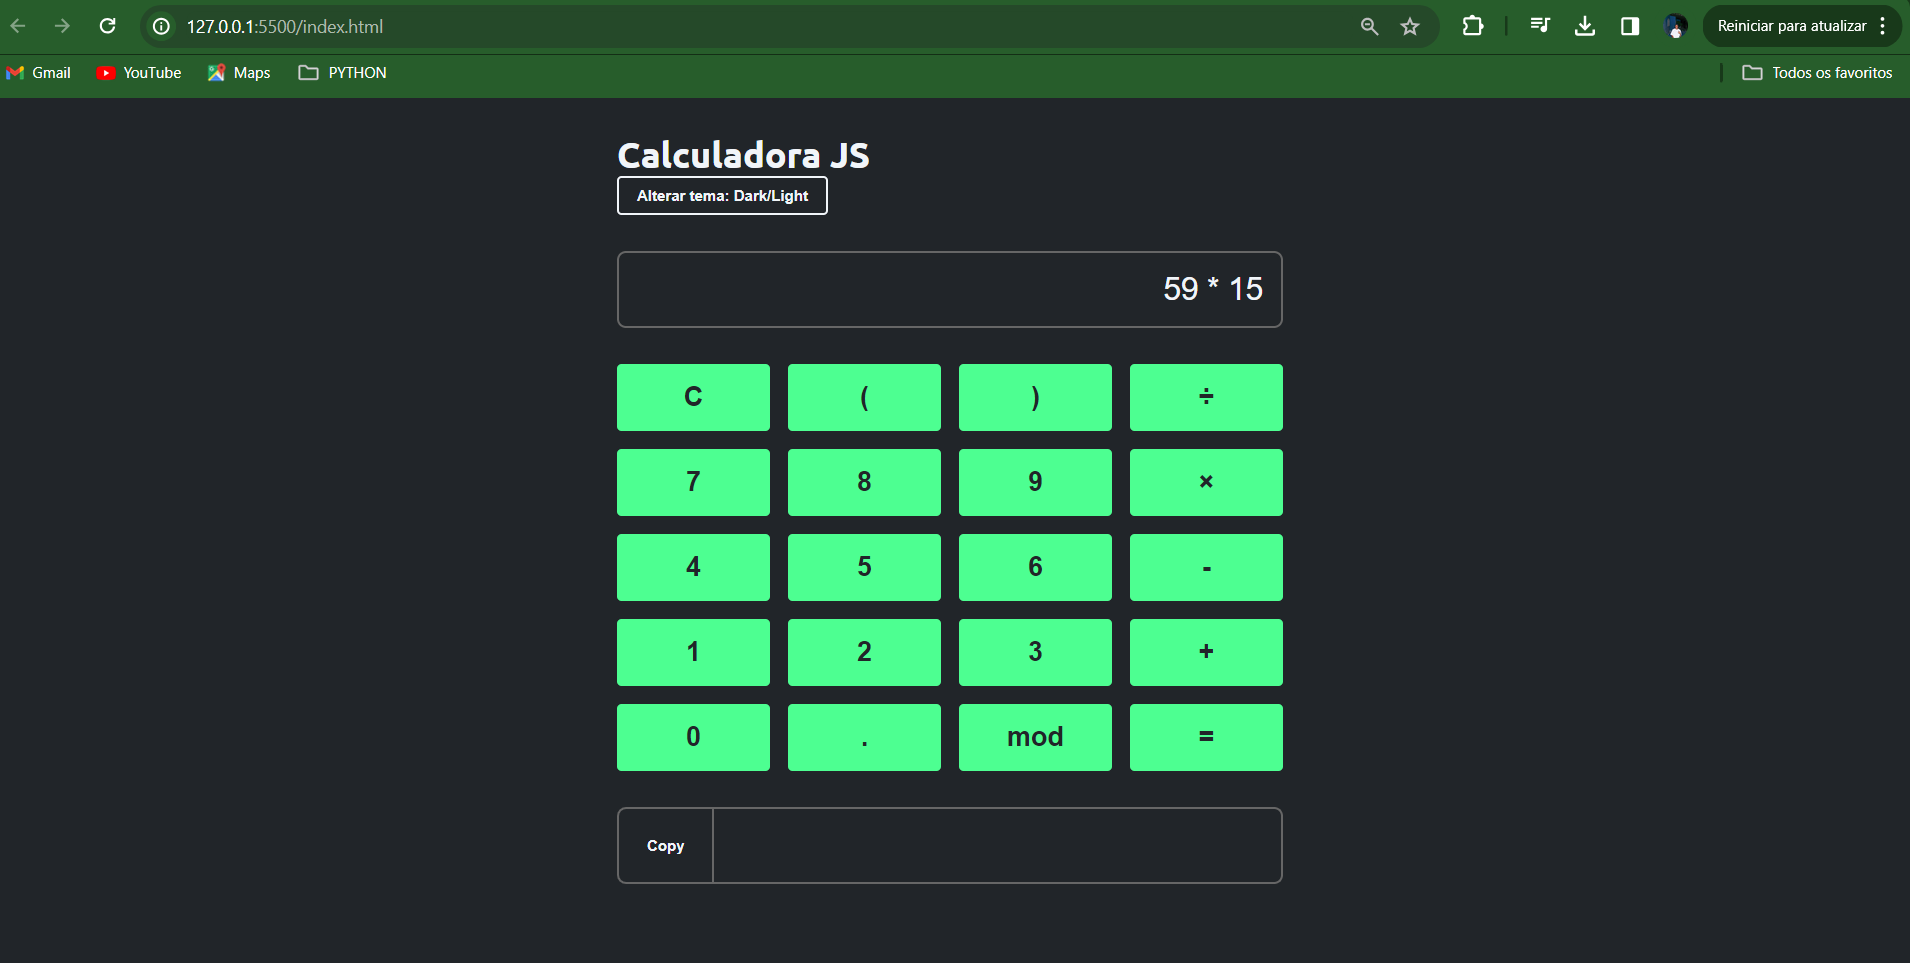 127.0.0.1:5500/index.html
Reiniciar para atualizar
Gmail YouTube Maps PYTHON Todos os favoritos
Calculadora JS
Alterar tema: Dark/Light
59 * 15
C ( ) ÷
7 8 9 ×
4 5 6 -
1 2 3 +
0 . mod =
Copy